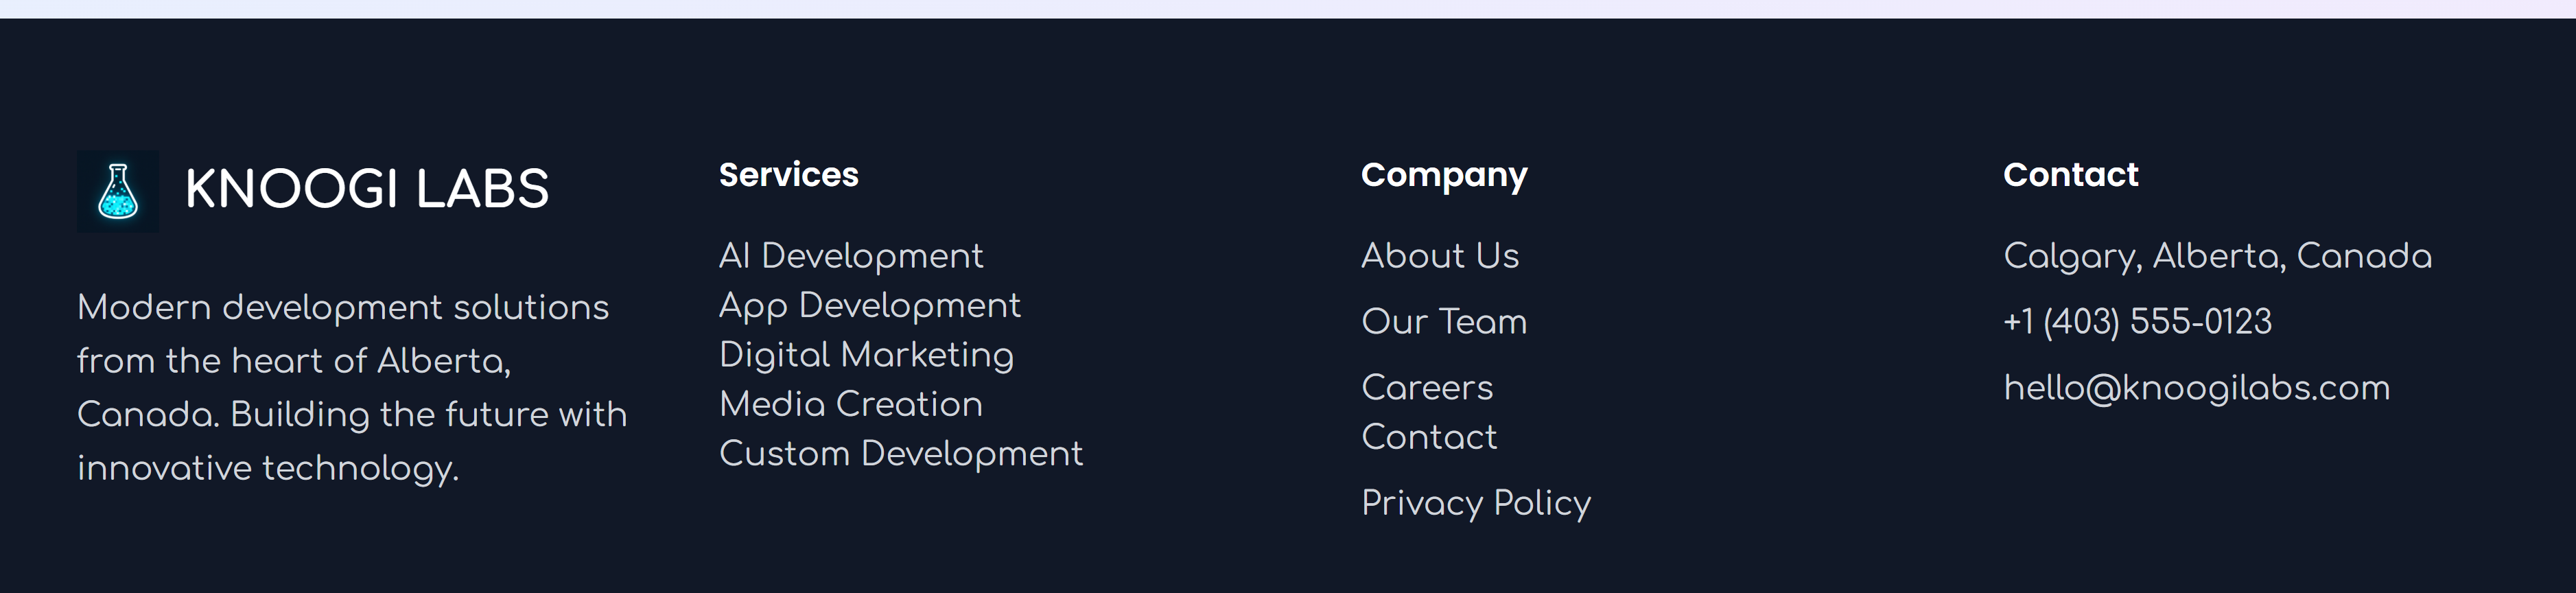 KNOOGI LABS
Modern development solutions
from the heart of Alberta,
Canada. Building the future with
innovative technology.
Services
AI Development
App Development
Digital Marketing
Media Creation
Custom Development
Company
About Us
Our Team
Careers
Contact
Privacy Policy
Contact
Calgary, Alberta, Canada
+1 (403) 555-0123
hello@knoogilabs.com